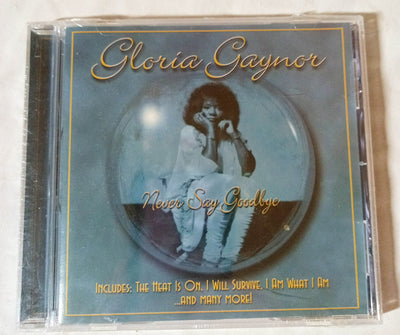 Gloria Gaynor
Never Say Goodbye
INCLUDES: THE HEAT IS ON, I WILL SURVIVE, I AM WHAT I AM
...AND MANY MORE!